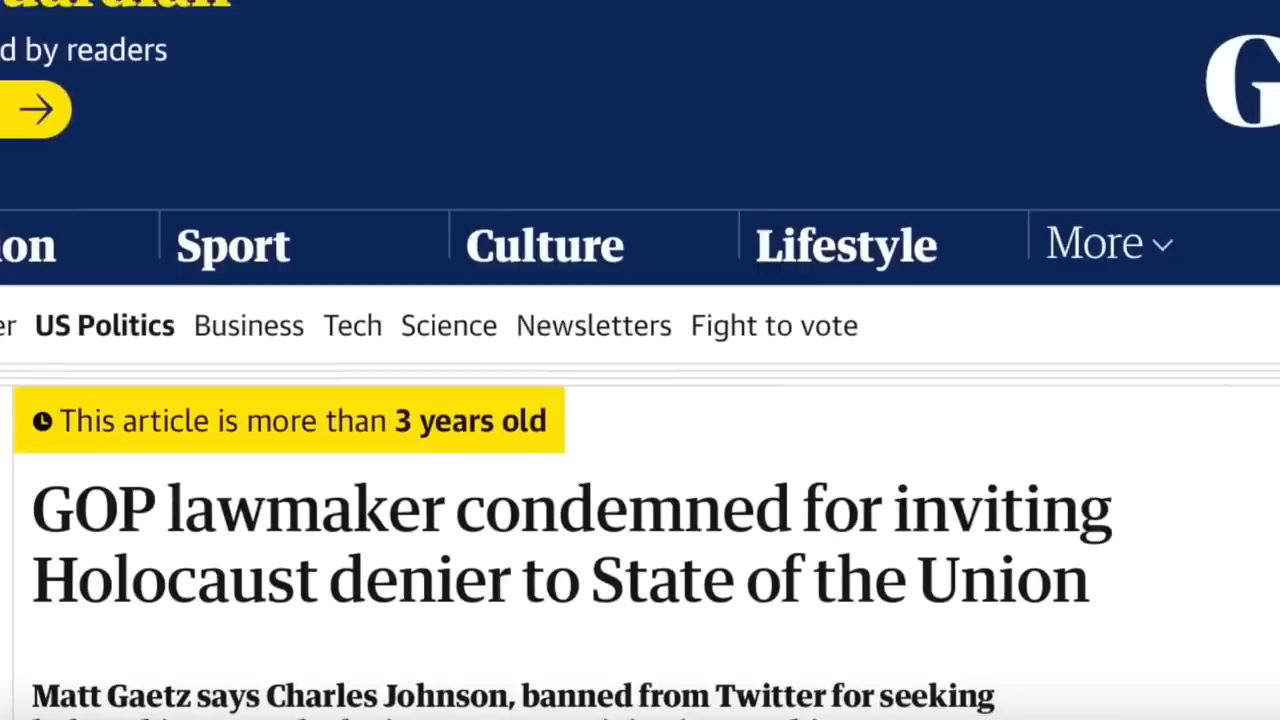 d by readers
ion
Sport
Culture
Lifestyle
More
er US Politics Business Tech Science Newsletters Fight to vote
This article is more than 3 years old
GOP lawmaker condemned for inviting
Holocaust denier to State of the Union
Matt Gaetz says Charles Johnson, banned from Twitter for seeking